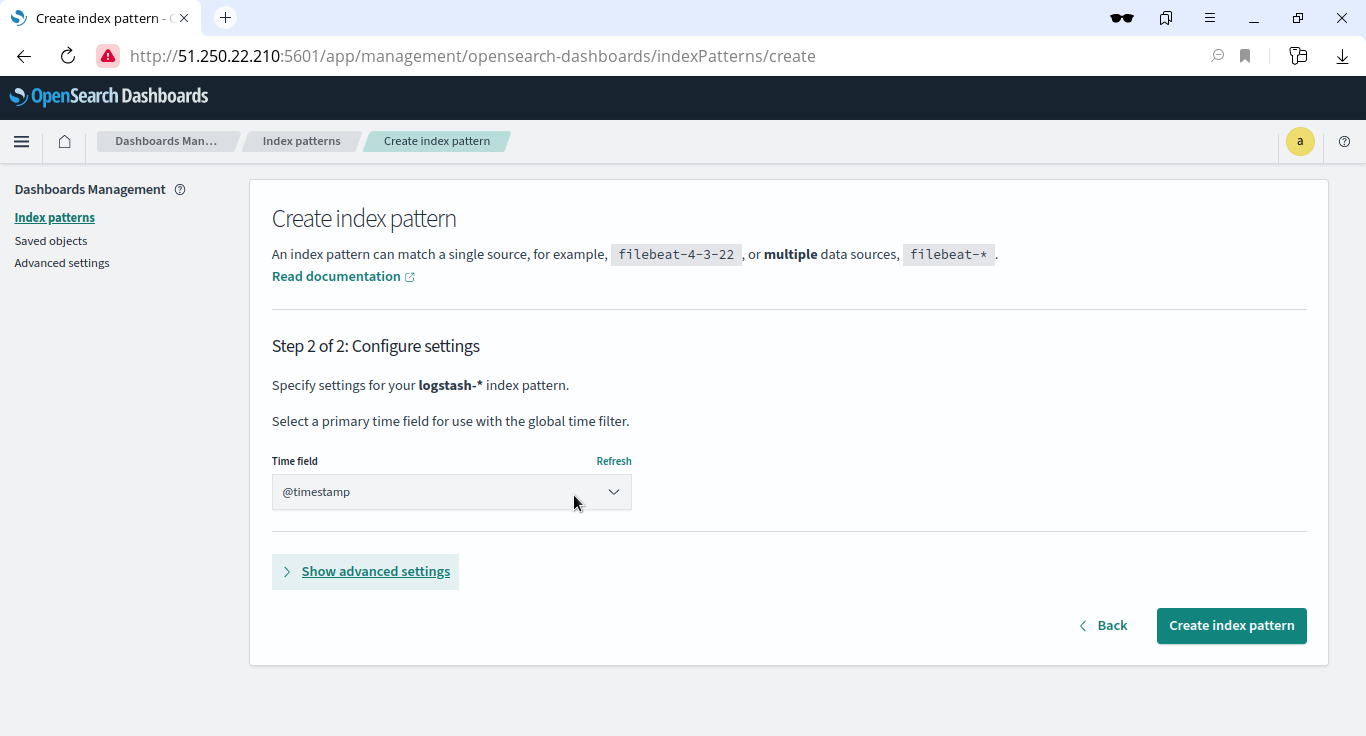 Create index pattern - 
http://51.250.22.210:5601/app/management/opensearch-dashboards/indexPatterns/create
OpenSearch Dashboards
Dashboards Man… Index patterns Create index pattern a
Dashboards Management
Index patterns
Saved objects
Advanced settings
Create index pattern
An index pattern can match a single source, for example, filebeat-4-3-22 , or multiple data sources, filebeat-* .
Read documentation
Step 2 of 2: Configure settings
Specify settings for your logstash-* index pattern.
Select a primary time field for use with the global time filter.
Time field Refresh
@timestamp
Show advanced settings
Back Create index pattern